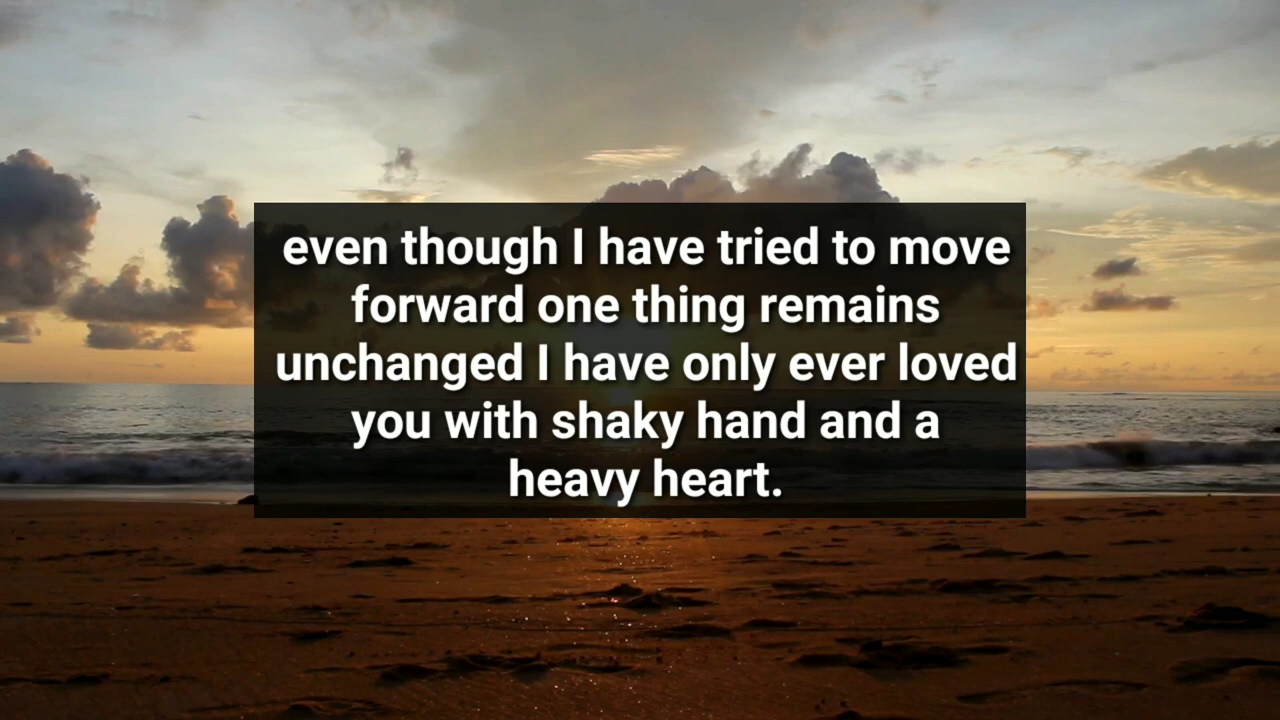 even though I have tried to move
forward one thing remains
unchanged I have only ever loved
you with shaky hand and a
heavy heart.